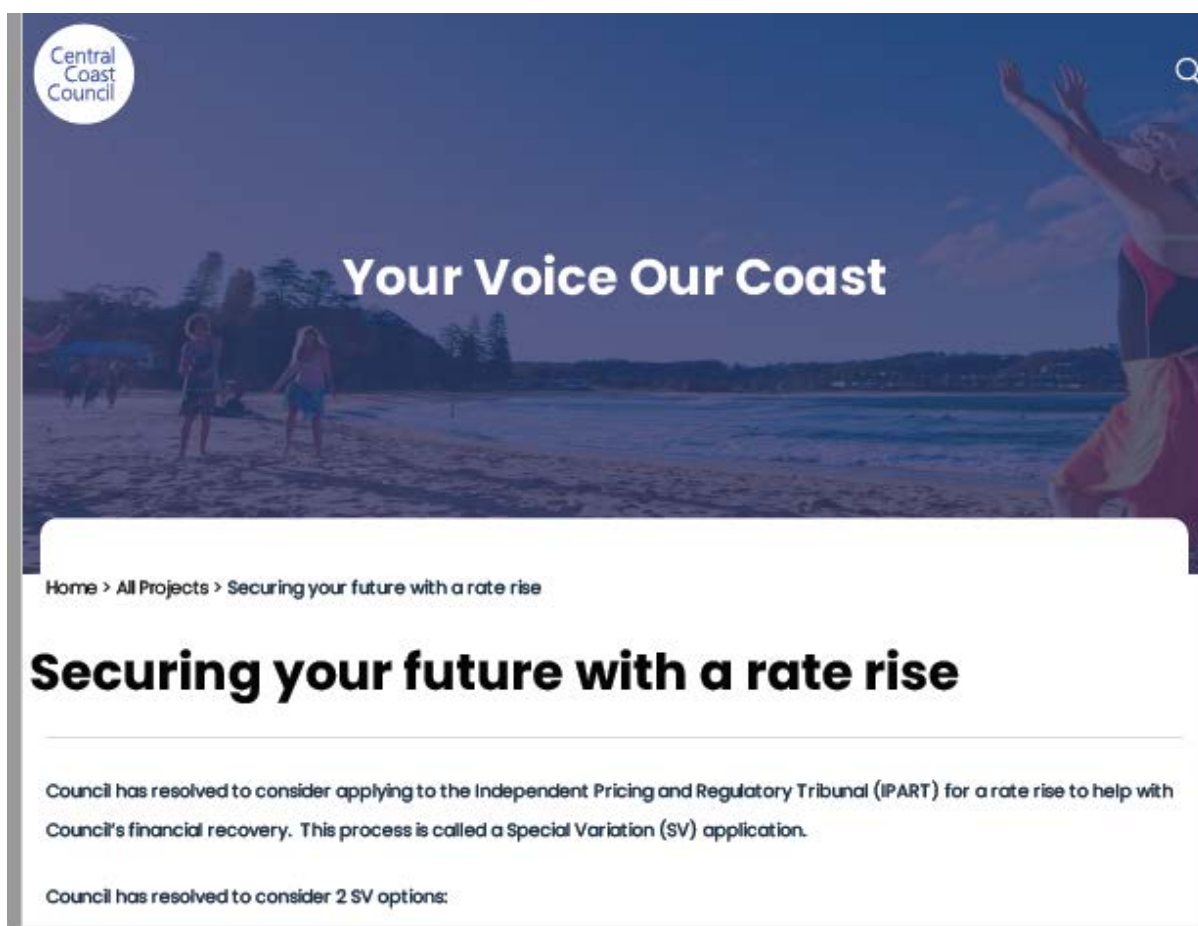 Central
Coast
Council
Your Voice Our Coast
Home > All Projects > Securing your future with a rate rise
Securing your future with a rate rise
Council has resolved to consider applying to the Independent Pricing and Regulatory Tribunal (IPART) for a rate rise to help with
Council's financial recovery.  This process is called a Special Variation (SV) application.
Council has resolved to consider 2 SV options: